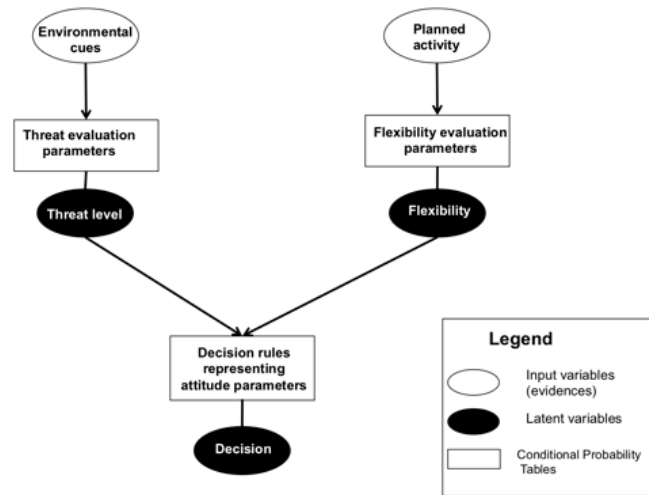 Environmental
cues
Planned
activity
Threat evaluation
parameters
Flexibility evaluation
parameters
Threat level
Flexibility
Decision rules
representing
attitude parameters
Decision
Legend
Input variables
(evidences)
Latent variables
Conditional Probability
Tables